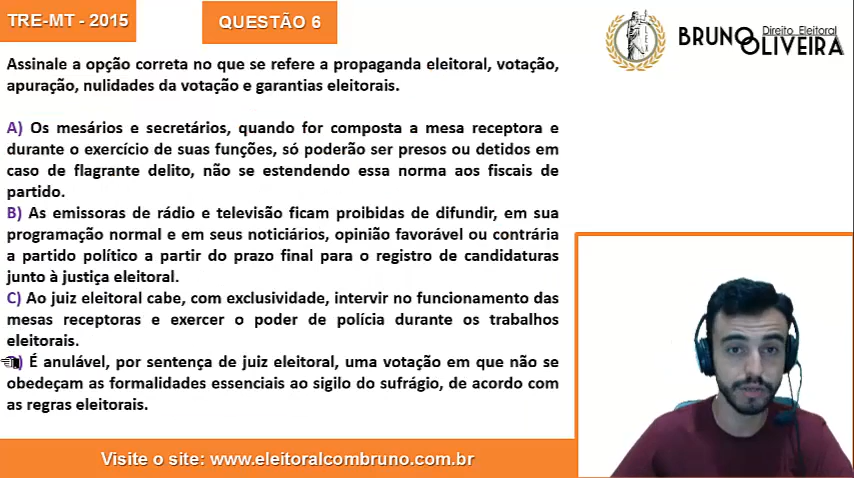 TRE-MT - 2015
QUESTÃO 6
BRUNO
Direito Eleitoral
OLIVEIRA
Assinale a opção correta no que se refere a propaganda eleitoral, votação,
apuração, nulidades da votação e garantias eleitorais.
A) Os mesários e secretários, quando for composta a mesa receptora e
durante o exercício de suas funções, só poderão ser presos ou detidos em
caso de flagrante delito, não se estendendo essa norma aos fiscais de
partido.
B) As emissoras de rádio e televisão ficam proibidas de difundir, em sua
programação normal e em seus noticiários, opinião favorável ou contrária
a partido político a partir do prazo final para o registro de candidaturas
junto à justiça eleitoral.
C) Ao juiz eleitoral cabe, com exclusividade, intervir no funcionamento das
mesas receptoras e exercer o poder de polícia durante os trabalhos
eleitorais.
) É anulável, por sentença de juiz eleitoral, uma votação em que não se
obedeçam as formalidades essenciais ao sigilo do sufrágio, de acordo com
as regras eleitorais.
Visite o site: www.eleitoralcombruno.com.br